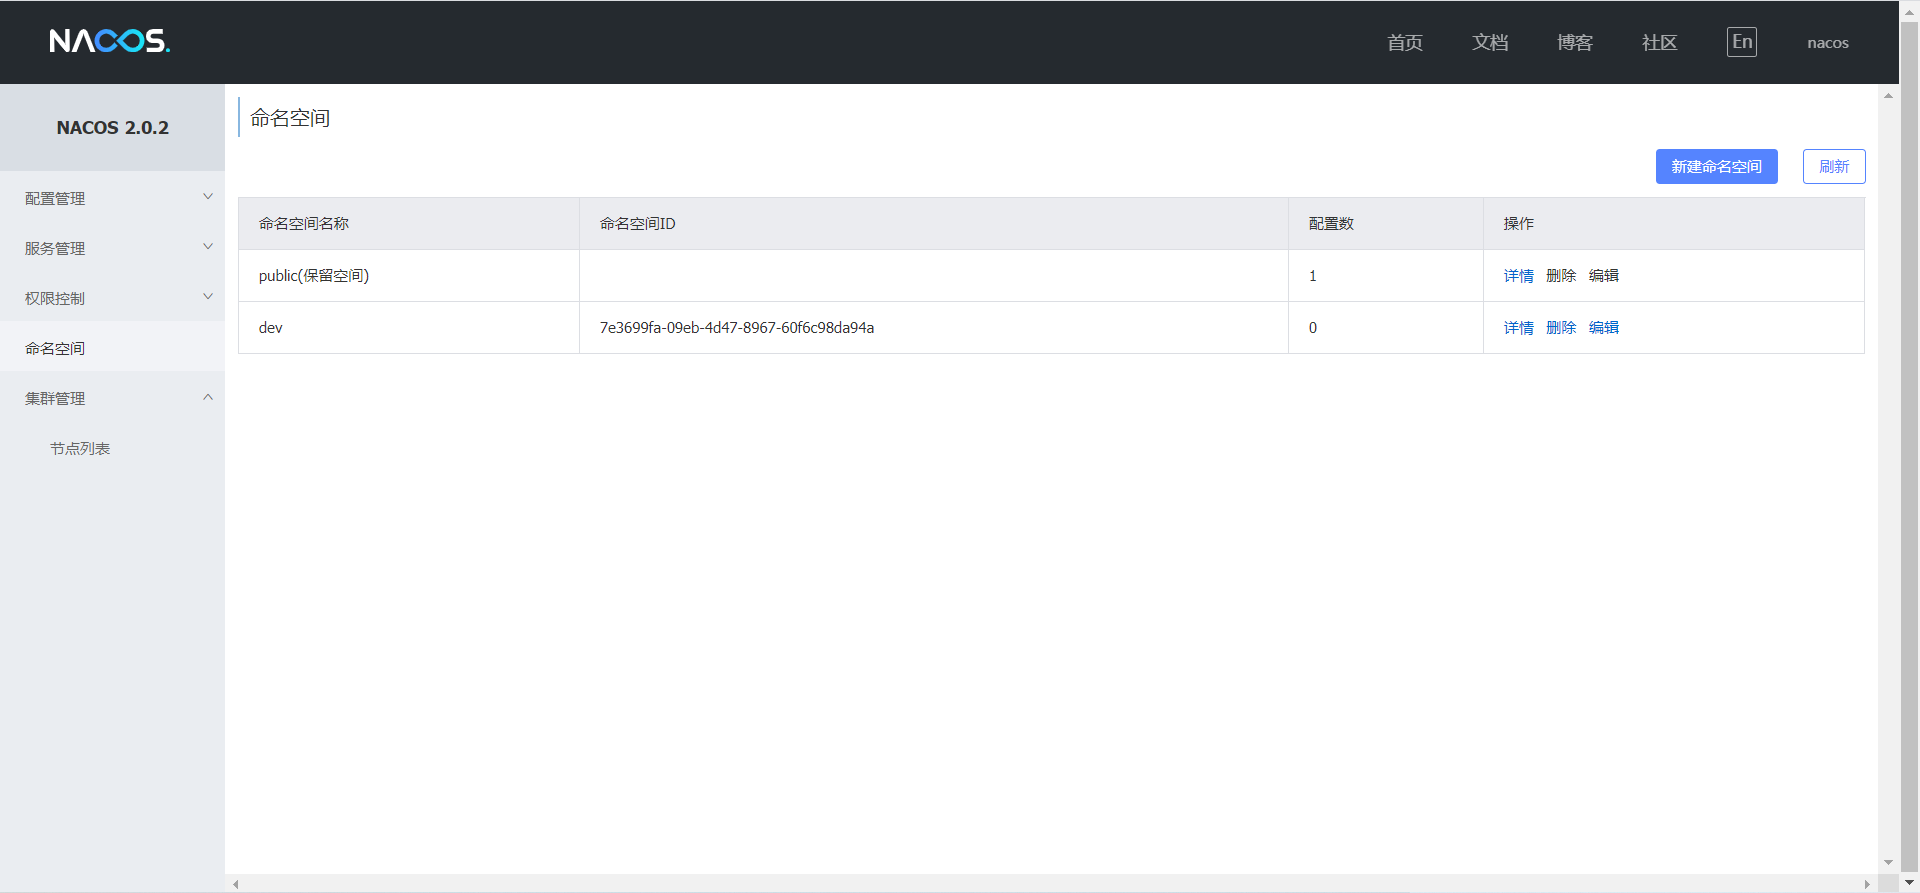 NACOS.
首页 文档 博客 社区 En nacos
NACOS 2.0.2
配置管理
服务管理
权限控制
命名空间
集群管理
节点列表
命名空间
新建命名空间 刷新
命名空间名称 命名空间ID 配置数 操作
public(保留空间) 1 详情 删除 编辑
dev 7e3699fa-09eb-4d47-8967-60f6c98da94a 0 详情 删除 编辑